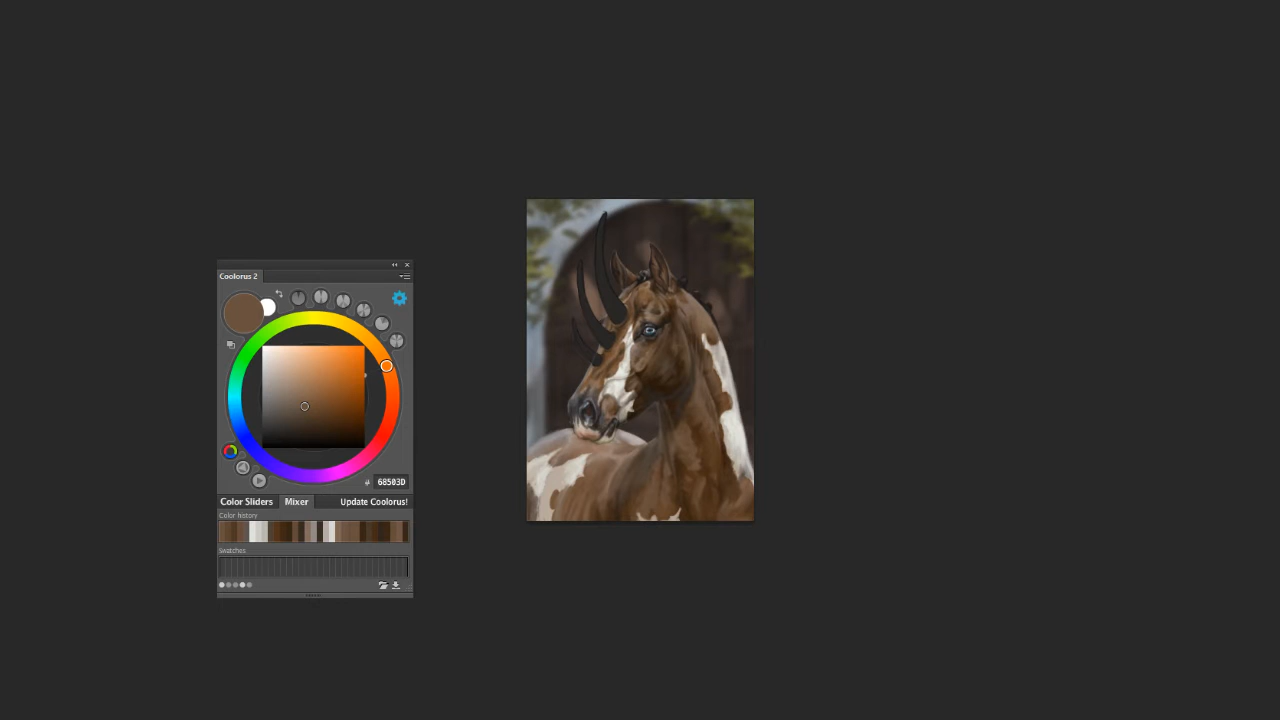 Coolorus 2
# 68503D
Color Sliders Mixer Update Coolorus!
Color history
Swatches